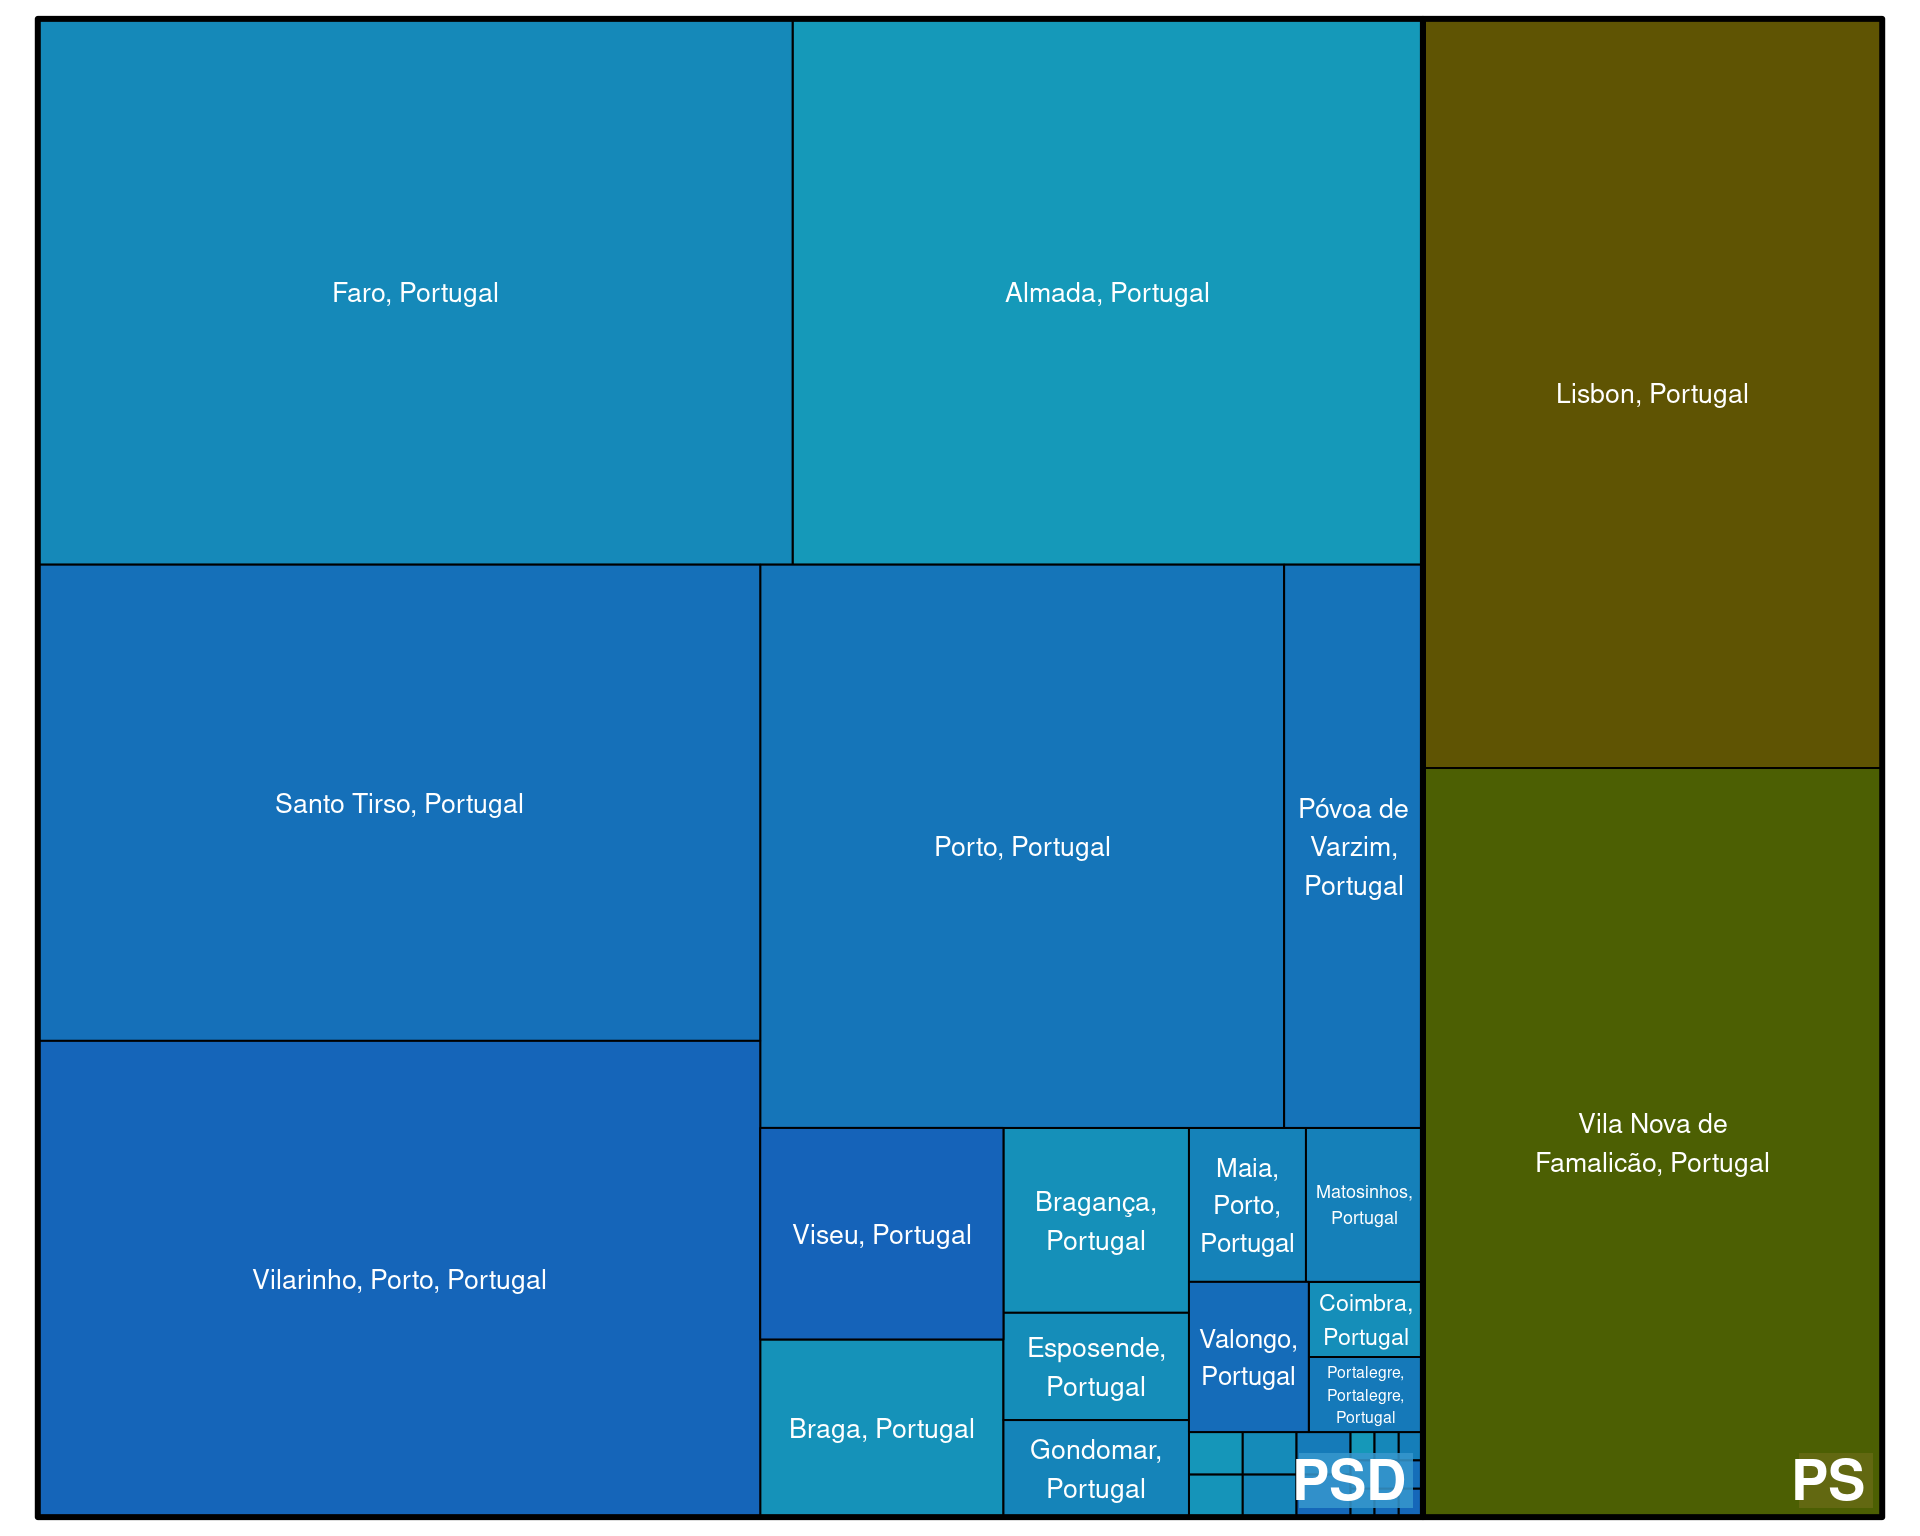 Faro, Portugal
Almada, Portugal
Lisbon, Portugal
Santo Tirso, Portugal
Porto, Portugal
Póvoa de
Varzim,
Portugal
Vila Nova de
Famalicão, Portugal
Vilarinho, Porto, Portugal
Viseu, Portugal
Bragança,
Portugal
Maia,
Porto,
Portugal
Matosinhos,
Portugal
Valongo,
Portugal
Coimbra,
Portugal
Portalegre,
Portalegre,
Portugal
Esposende,
Portugal
Braga, Portugal
Gondomar,
Portugal
PSD
PS